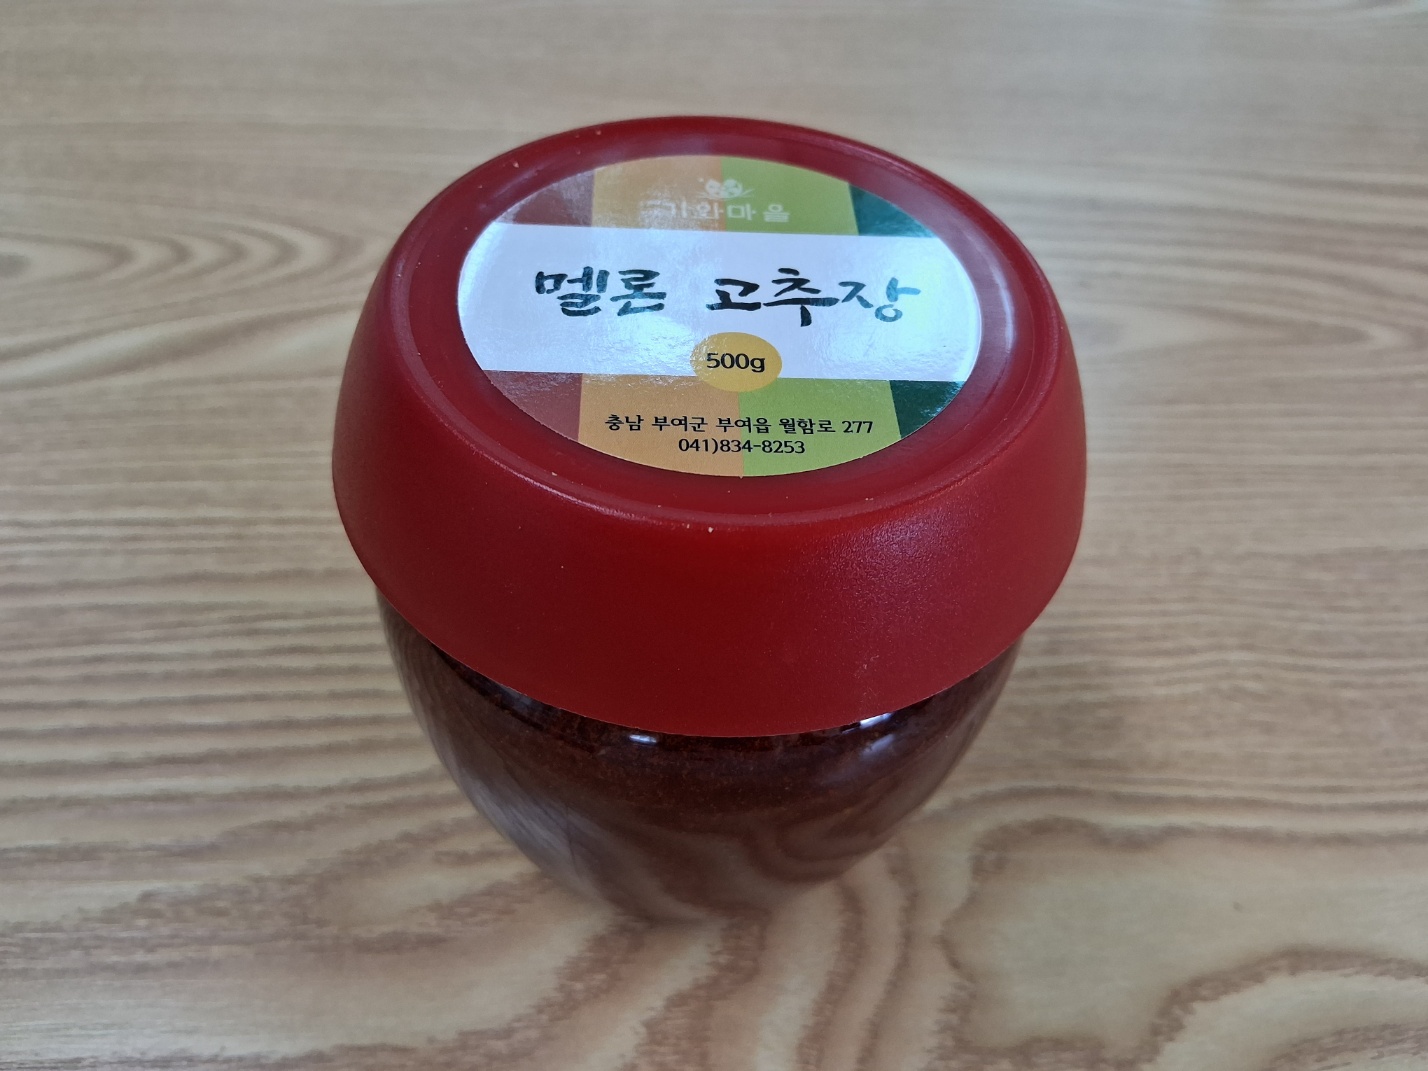 기와마을
멜론 고추장
500g
충남 부여군 부여읍 월함로 277
041)834-8253